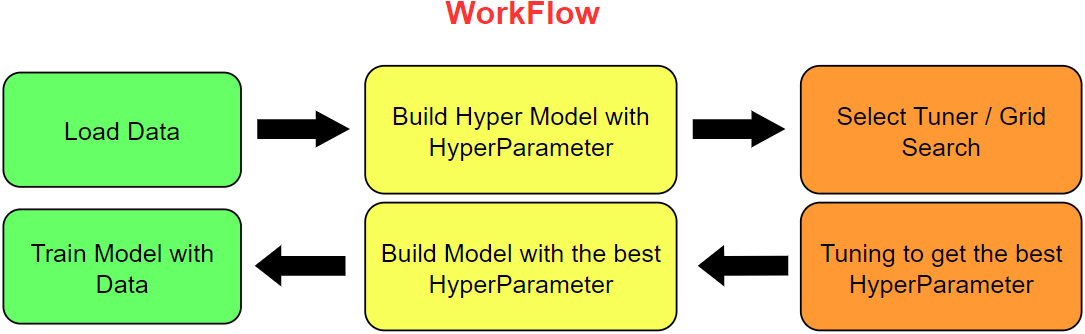 WorkFlow
Load Data
Build Hyper Model with
HyperParameter
Select Tuner / Grid
Search
Train Model with
Data
Build Model with the best
HyperParameter
Tuning to get the best
HyperParameter